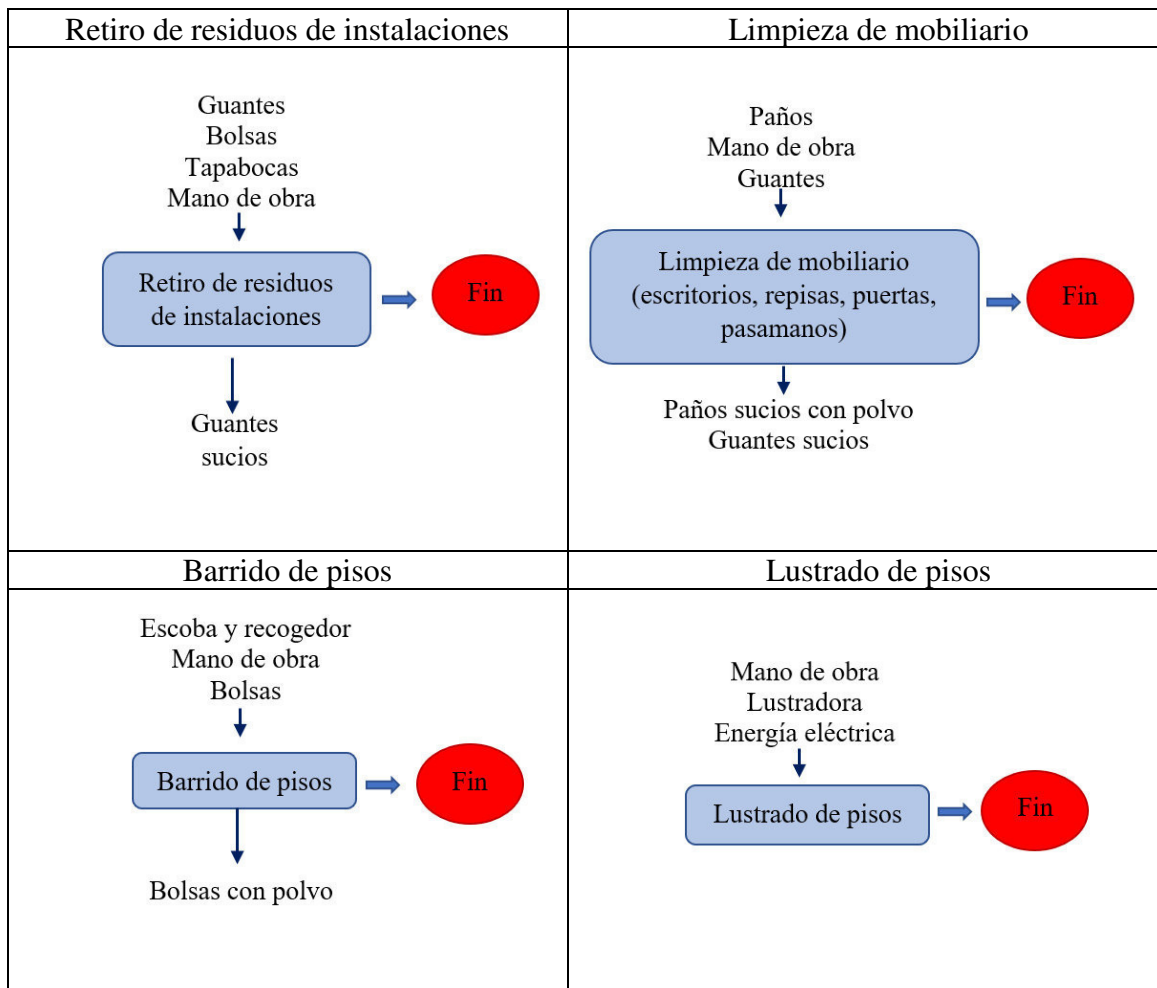 Retiro de residuos de instalaciones
Guantes
Bolsas
Tapabocas
Mano de obra
Retiro de residuos
de instalaciones
Fin
Guantes
sucios
Limpieza de mobiliario
Paños
Mano de obra
Guantes
Limpieza de mobiliario
(escritorios, repisas, puertas,
pasamanos)
Fin
Paños sucios con polvo
Guantes sucios
Barrido de pisos
Escoba y recogedor
Mano de obra
Bolsas
Barrido de pisos
Fin
Bolsas con polvo
Lustrado de pisos
Mano de obra
Lustradora
Energía eléctrica
Lustrado de pisos
Fin